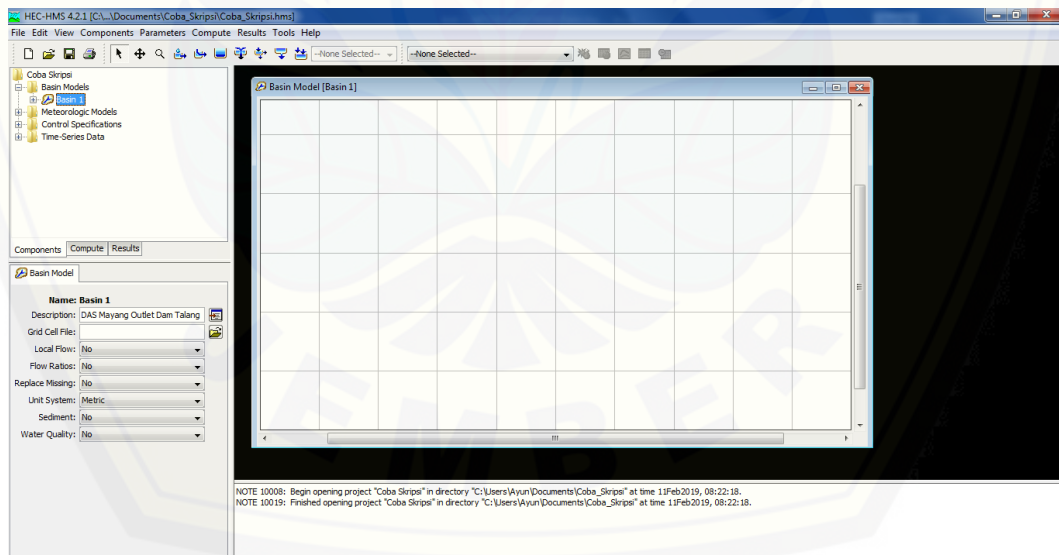 HEC-HMS 4.2.1 [C:\...\Documents\Coba_Skripsi\Coba_Skripsi.hms]
File Edit View Components Parameters Compute Results Tools Help
--None Selected-- --None Selected--
Coba Skripsi
Basin Models
Basin 1
Meteorologic Models
Control Specifications
Time-Series Data
Components Compute Results
Basin Model
Name: Basin 1
Description: DAS Mayang Outlet Dam Talang
Grid Cell File:
Local Flow: No
Flow Ratios: No
Replace Missing: No
Unit System: Metric
Sediment: No
Water Quality: No
Basin Model [Basin 1]
JEMBER
NOTE 10008: Begin opening project "Coba Skripsi" in directory "C:\Users\Ayun\Documents\Coba_Skripsi" at time 11Feb2019, 08:22:18.
NOTE 10019: Finished opening project "Coba Skripsi" in directory "C:\Users\Ayun\Documents\Coba_Skripsi" at time 11Feb2019, 08:22:18.